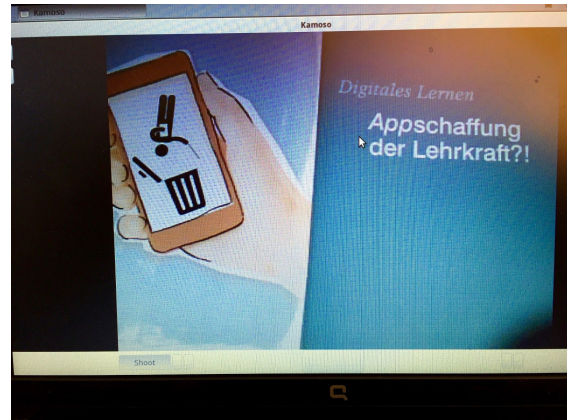 Kamoso
Kamoso
Digitales Lernen
Appschaffung
der Lehrkraft?!
Shoot